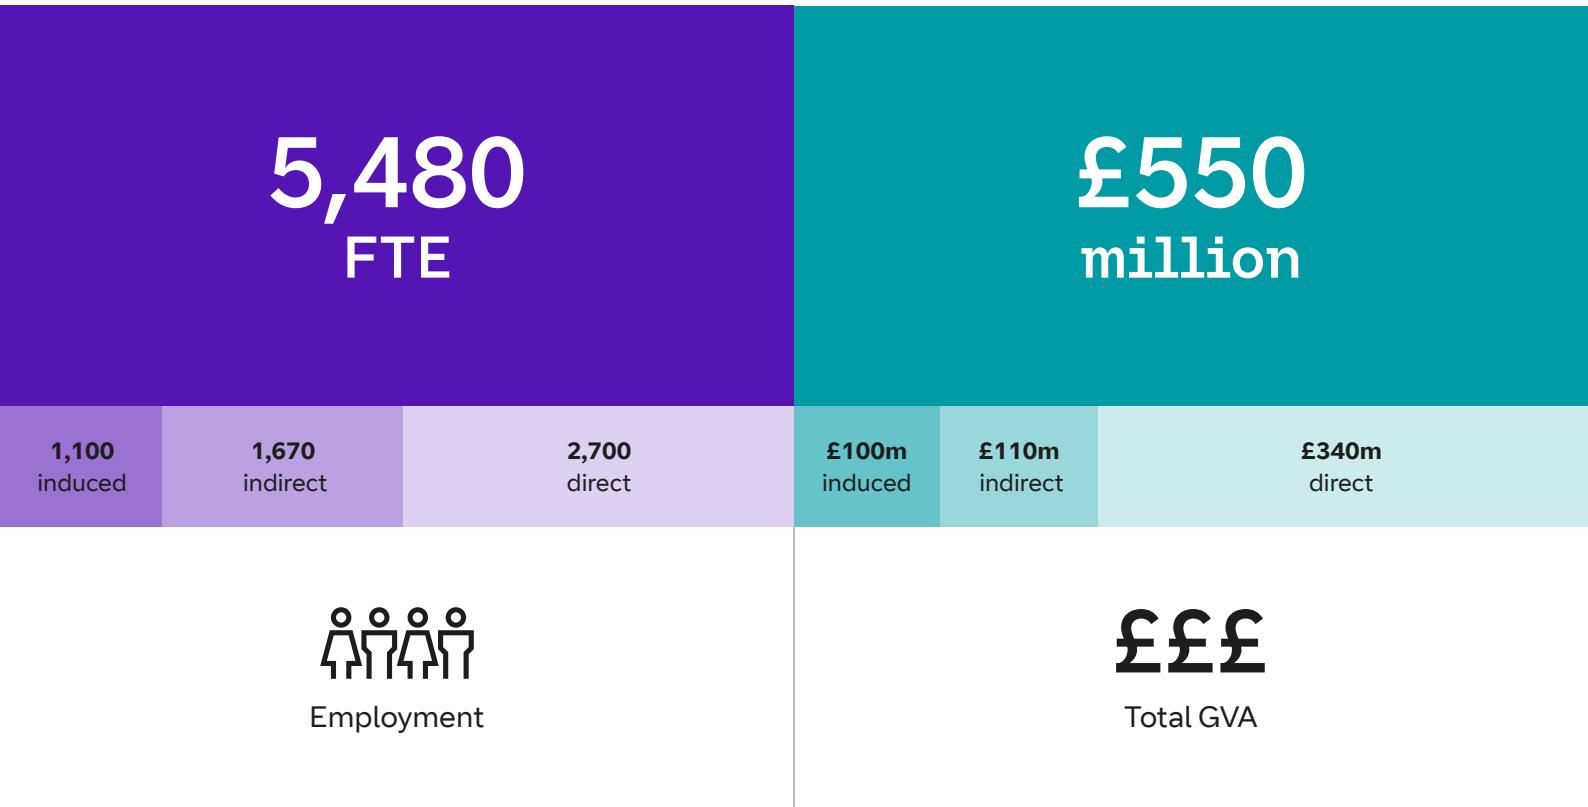 5,480
FTE
£550
million
1,100
induced
1,670
indirect
2,700
direct
£100m
induced
£110m
indirect
£340m
direct
Employment
£££
Total GVA